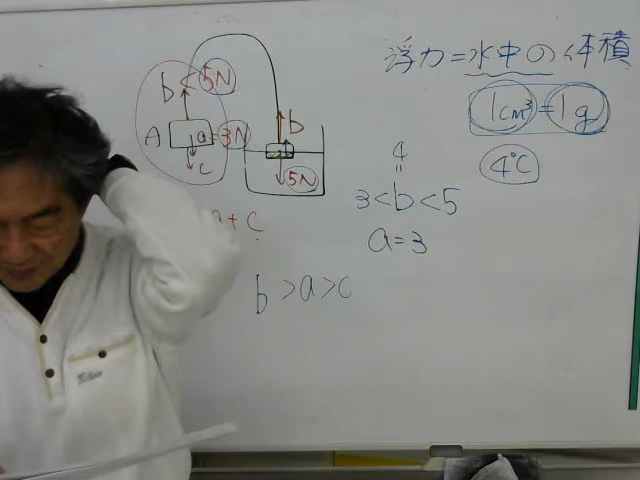 浮力=水中の体積
1cm³=1g
4℃
b<5N
A a=3N
c
b
5N
4
=
3<b<5
a=3
+ c
b>a>c